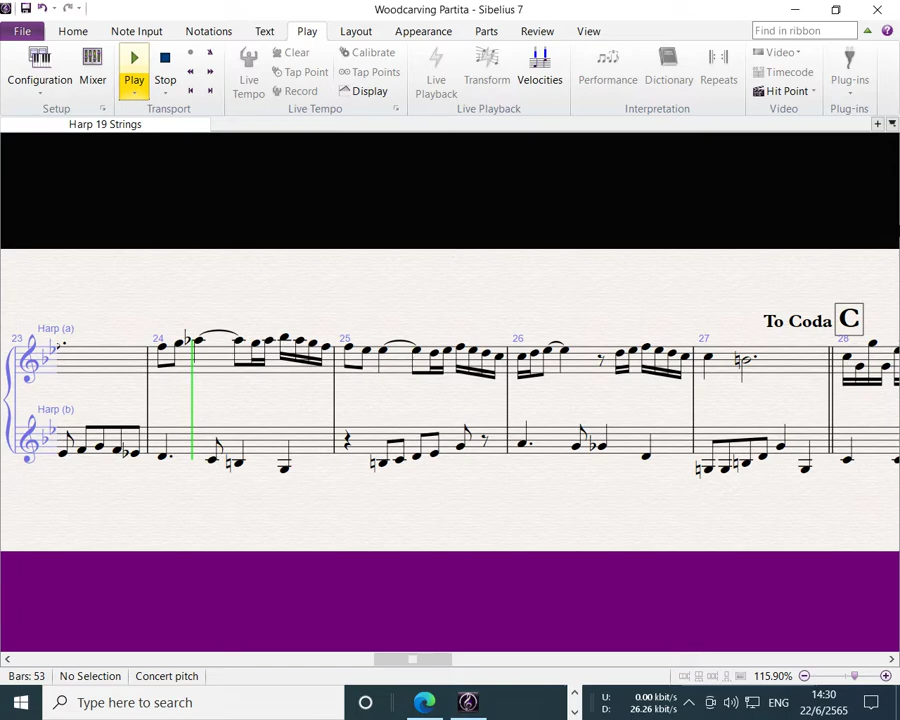 Woodcarving Partita - Sibelius 7
File Home Note Input Notations Text Play Layout Appearance Parts Review View Find in ribbon
Configuration Mixer Play Stop Live Tempo Clear Tap Point Record Calibrate Tap Points Display Live Playback Transform Velocities Performance Dictionary Repeats Video Timecode Hit Point Plug-ins
Setup Transport Live Tempo Live Playback Interpretation Video Plug-ins
Harp 19 Strings
To Coda C
23 Harp (a) 24 25 26 27 28
Harp (b)
Bars: 53 No Selection Concert pitch 115.90%
Type here to search U: 0.00 kbit/s D: 26.26 kbit/s ENG 14:30 22/6/2565